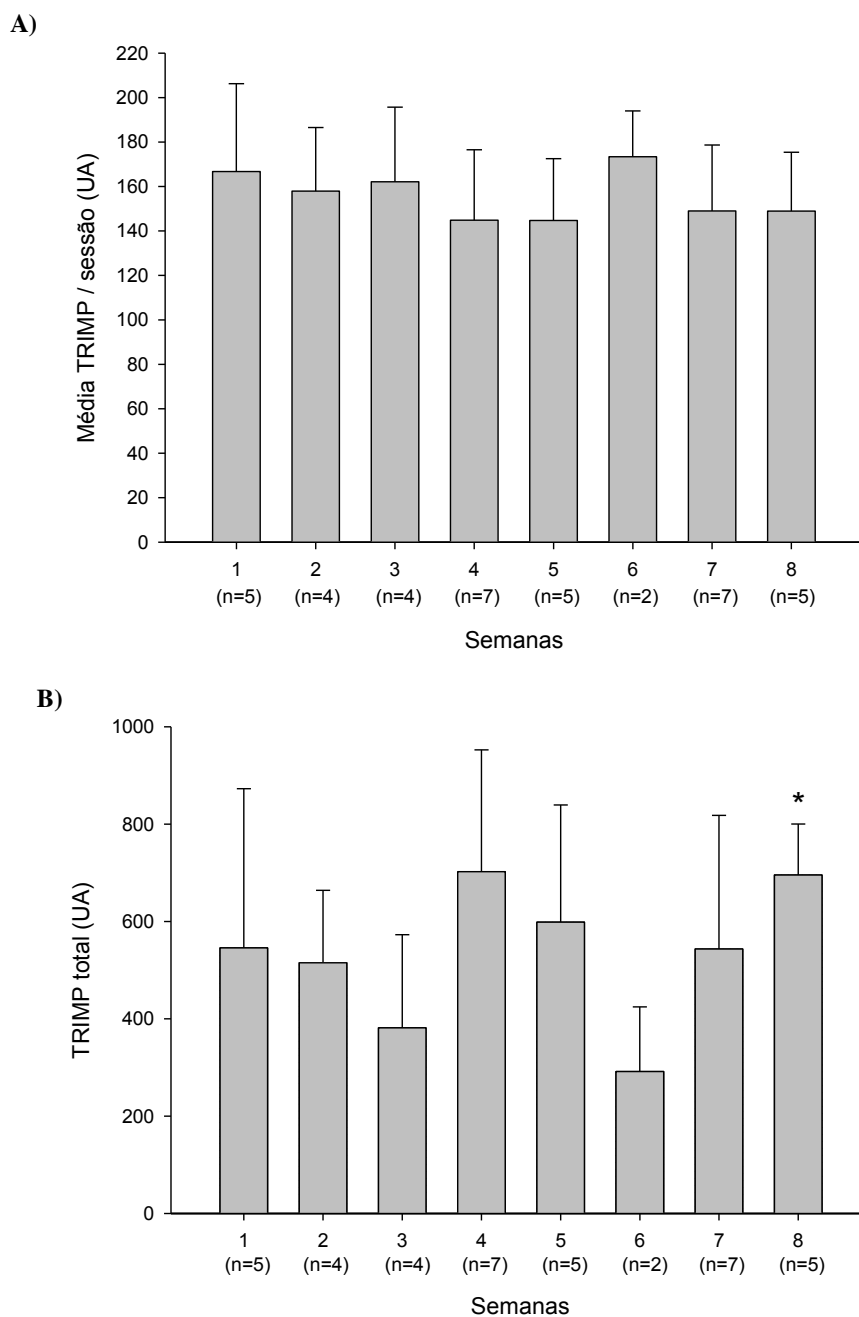 A)
Média TRIMP / sessão (UA)
220
200
180
160
140
120
100
80
60
40
20
0
1 2 3 4 5 6 7 8
(n=5) (n=4) (n=4) (n=7) (n=5) (n=2) (n=7) (n=5)
Semanas
B)
TRIMP total (UA)
1000
800
600
400
200
0
*
1 2 3 4 5 6 7 8
(n=5) (n=4) (n=4) (n=7) (n=5) (n=2) (n=7) (n=5)
Semanas